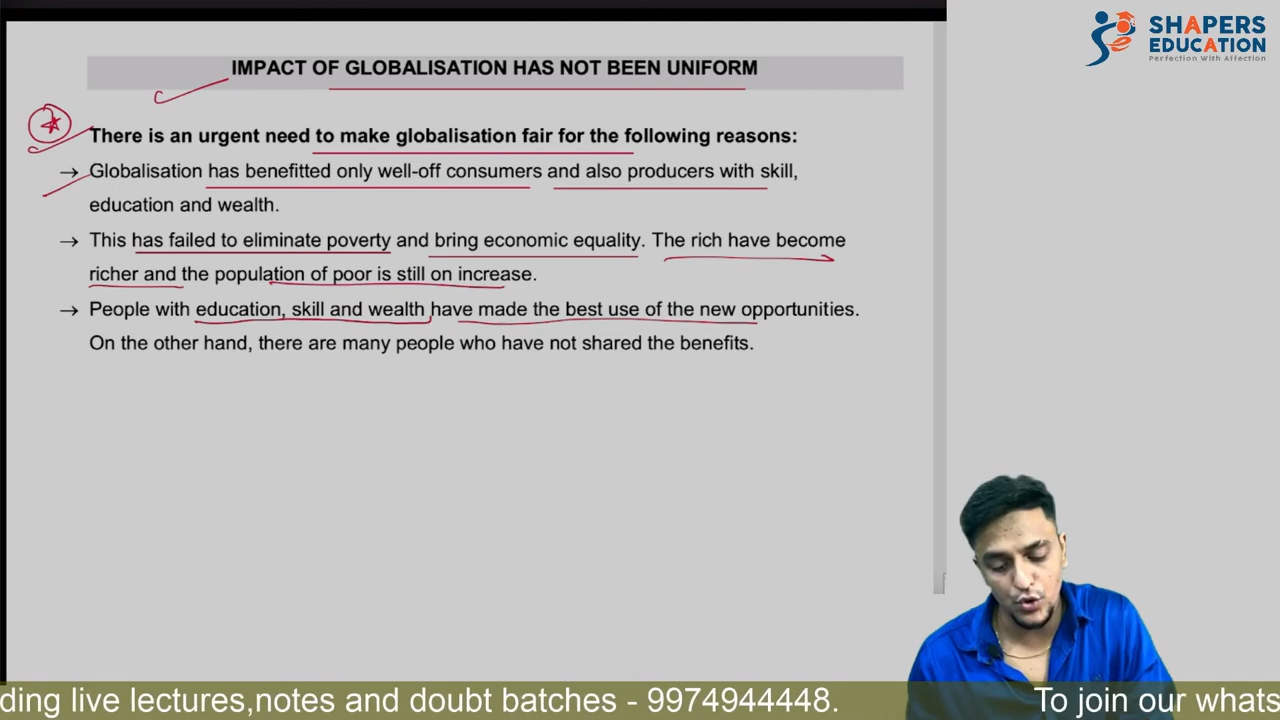 SHAPERS
EDUCATION
Perfection With Affection
IMPACT OF GLOBALISATION HAS NOT BEEN UNIFORM
There is an urgent need to make globalisation fair for the following reasons:
→ Globalisation has benefitted only well-off consumers and also producers with skill,
education and wealth.
→ This has failed to eliminate poverty and bring economic equality. The rich have become
richer and the population of poor is still on increase.
→ People with education, skill and wealth have made the best use of the new opportunities.
On the other hand, there are many people who have not shared the benefits.
ding live lectures,notes and doubt batches - 9974944448. To join our whats